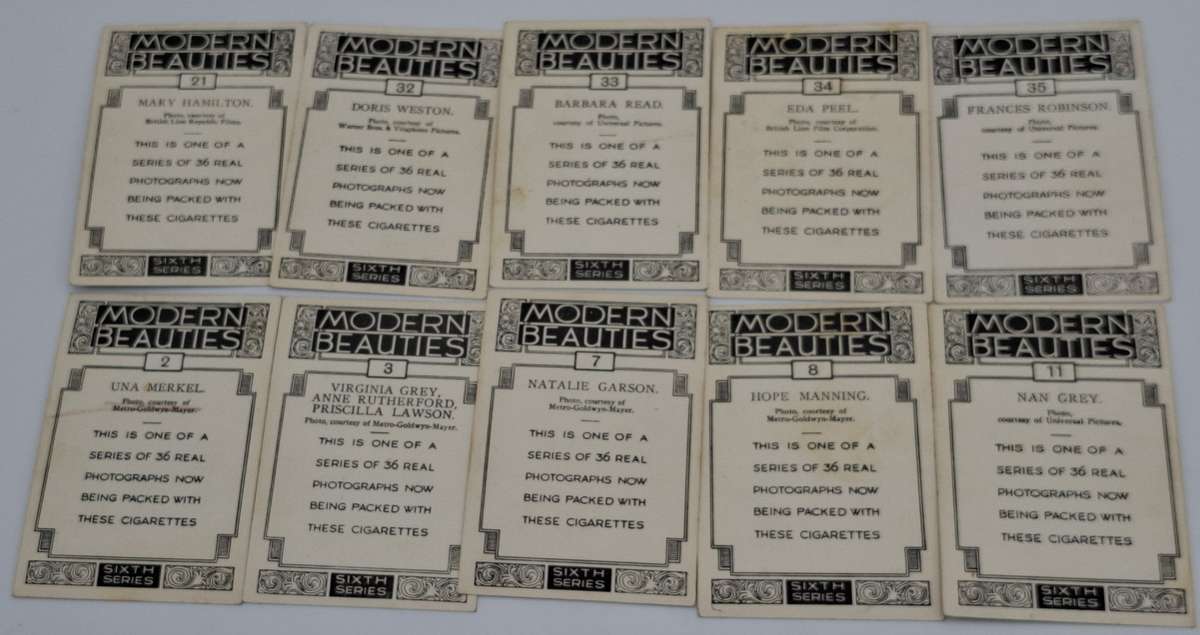 MODERN
BEAUTIES
21
MARY HAMILTON.
Photo, courtesy of
British Lion Republic Films.
THIS IS ONE OF A
SERIES OF 36 REAL
PHOTOGRAPHS NOW
BEING PACKED WITH
THESE CIGARETTES
SIXTH
SERIES
MODERN
BEAUTIES
32
DORIS WESTON.
Photo, courtesy of
Warner Bros. & Vitaphone Pictures.
THIS IS ONE OF A
SERIES OF 36 REAL
PHOTOGRAPHS NOW
BEING PACKED WITH
THESE CIGARETTES
SIXTH
SERIES
MODERN
BEAUTIES
33
BARBARA READ.
Photo,
courtesy of Universal Pictures.
THIS IS ONE OF A
SERIES OF 36 REAL
PHOTOGRAPHS NOW
BEING PACKED WITH
THESE CIGARETTES
SIXTH
SERIES
MODERN
BEAUTIES
34
EDA PEEL.
Photo, courtesy of
British Lion Film Corporation.
THIS IS ONE OF A
SERIES OF 36 REAL
PHOTOGRAPHS NOW
BEING PACKED WITH
THESE CIGARETTES
SIXTH
SERIES
MODERN
BEAUTIES
35
FRANCES ROBINSON.
Photo,
courtesy of Universal Pictures.
THIS IS ONE OF A
SERIES OF 36 REAL
PHOTOGRAPHS NOW
BEING PACKED WITH
THESE CIGARETTES
SIXTH
SERIES
MODERN
BEAUTIES
2
UNA MERKEL.
Photo, courtesy of
Metro-Goldwyn-Mayer.
THIS IS ONE OF A
SERIES OF 36 REAL
PHOTOGRAPHS NOW
BEING PACKED WITH
THESE CIGARETTES
SIXTH
SERIES
MODERN
BEAUTIES
3
VIRGINIA GREY,
ANNE RUTHERFORD,
PRISCILLA LAWSON.
Photo, courtesy of Metro-Goldwyn-Mayer.
THIS IS ONE OF A
SERIES OF 36 REAL
PHOTOGRAPHS NOW
BEING PACKED WITH
THESE CIGARETTES
SIXTH
SERIES
MODERN
BEAUTIES
7
NATALIE GARSON.
Photo, courtesy of
Metro-Goldwyn-Mayer.
THIS IS ONE OF A
SERIES OF 36 REAL
PHOTOGRAPHS NOW
BEING PACKED WITH
THESE CIGARETTES
SIXTH
SERIES
MODERN
BEAUTIES
8
HOPE MANNING.
Photo, courtesy of
Metro-Goldwyn-Mayer.
THIS IS ONE OF A
SERIES OF 36 REAL
PHOTOGRAPHS NOW
BEING PACKED WITH
THESE CIGARETTES
SIXTH
SERIES
MODERN
BEAUTIES
11
NAN GREY.
Photo,
courtesy of Universal Pictures.
THIS IS ONE OF A
SERIES OF 36 REAL
PHOTOGRAPHS NOW
BEING PACKED WITH
THESE CIGARETTES
SIXTH
SERIES